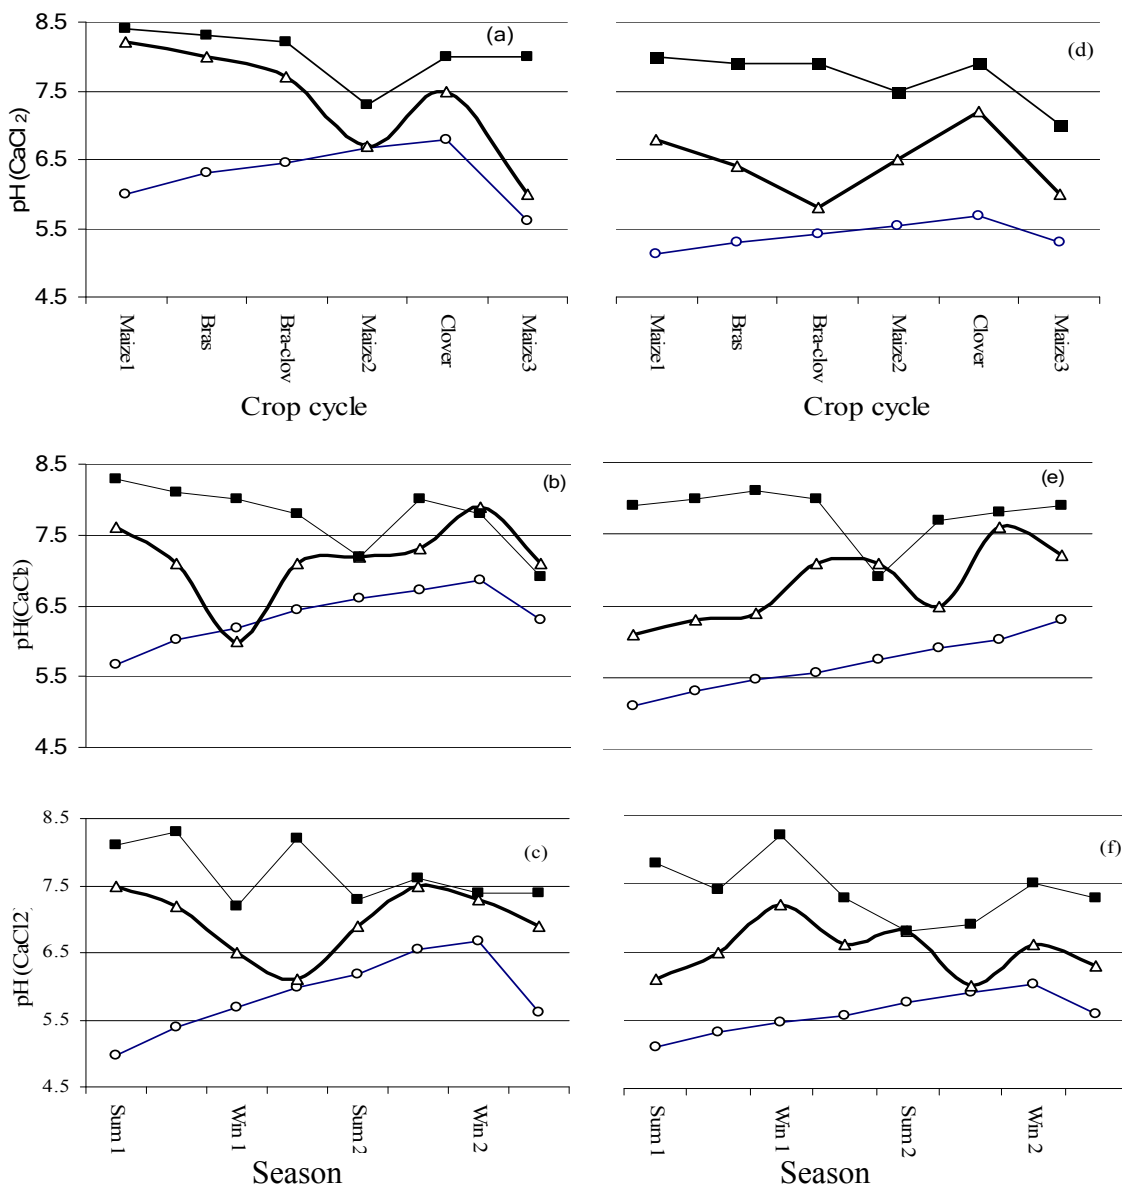 8.5
7.5
6.5
5.5
4.5
pH (CaCl 2)
(a)
Maize1
Bras
Bra-clov
Maize2
Clover
Maize3
Crop cycle
(d)
Maize1
Bras
Bra-clov
Maize2
Clover
Maize3
Crop cycle
8.5
7.5
6.5
5.5
4.5
pH(CaCl2)
(b)
(e)
8.5
7.5
6.5
5.5
4.5
pH (CaCl2)
(c)
Sum 1
Win 1
Sum 2
Win 2
Season
(f)
Sum 1
Win 1
Sum 2
Win 2
Season